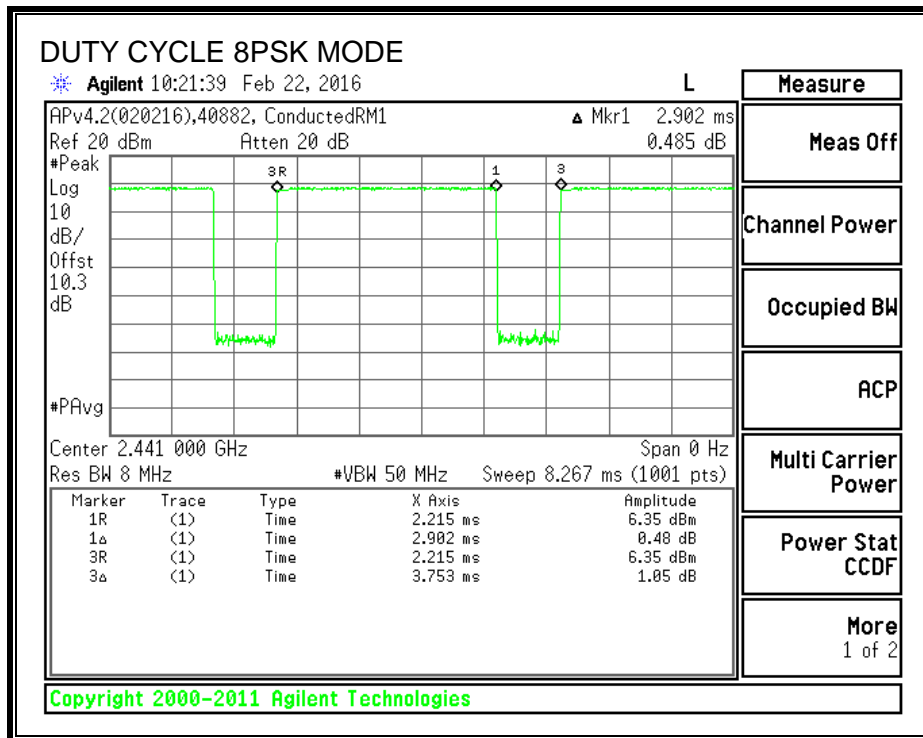 DUTY CYCLE 8PSK MODE
Agilent 10:21:39 Feb 22, 2016 L
APv4.2(020216),40882, ConductedRM1 Δ Mkr1 2.902 ms
Ref 20 dBm Atten 20 dB 0.485 dB
#Peak
Log
10
dB/
Offst
10.3
dB
#PAvg
3R 1 3
Center 2.441 000 GHz Span 0 Hz
Res BW 8 MHz #VBW 50 MHz Sweep 8.267 ms (1001 pts)
Marker Trace Type X Axis Amplitude
1R (1) Time 2.215 ms 6.35 dBm
1Δ (1) Time 2.902 ms 0.48 dB
3R (1) Time 2.215 ms 6.35 dBm
3Δ (1) Time 3.753 ms 1.05 dB
Measure
Meas Off
Channel Power
Occupied BW
ACP
Multi Carrier
Power
Power Stat
CCDF
More
1 of 2
Copyright 2000-2011 Agilent Technologies